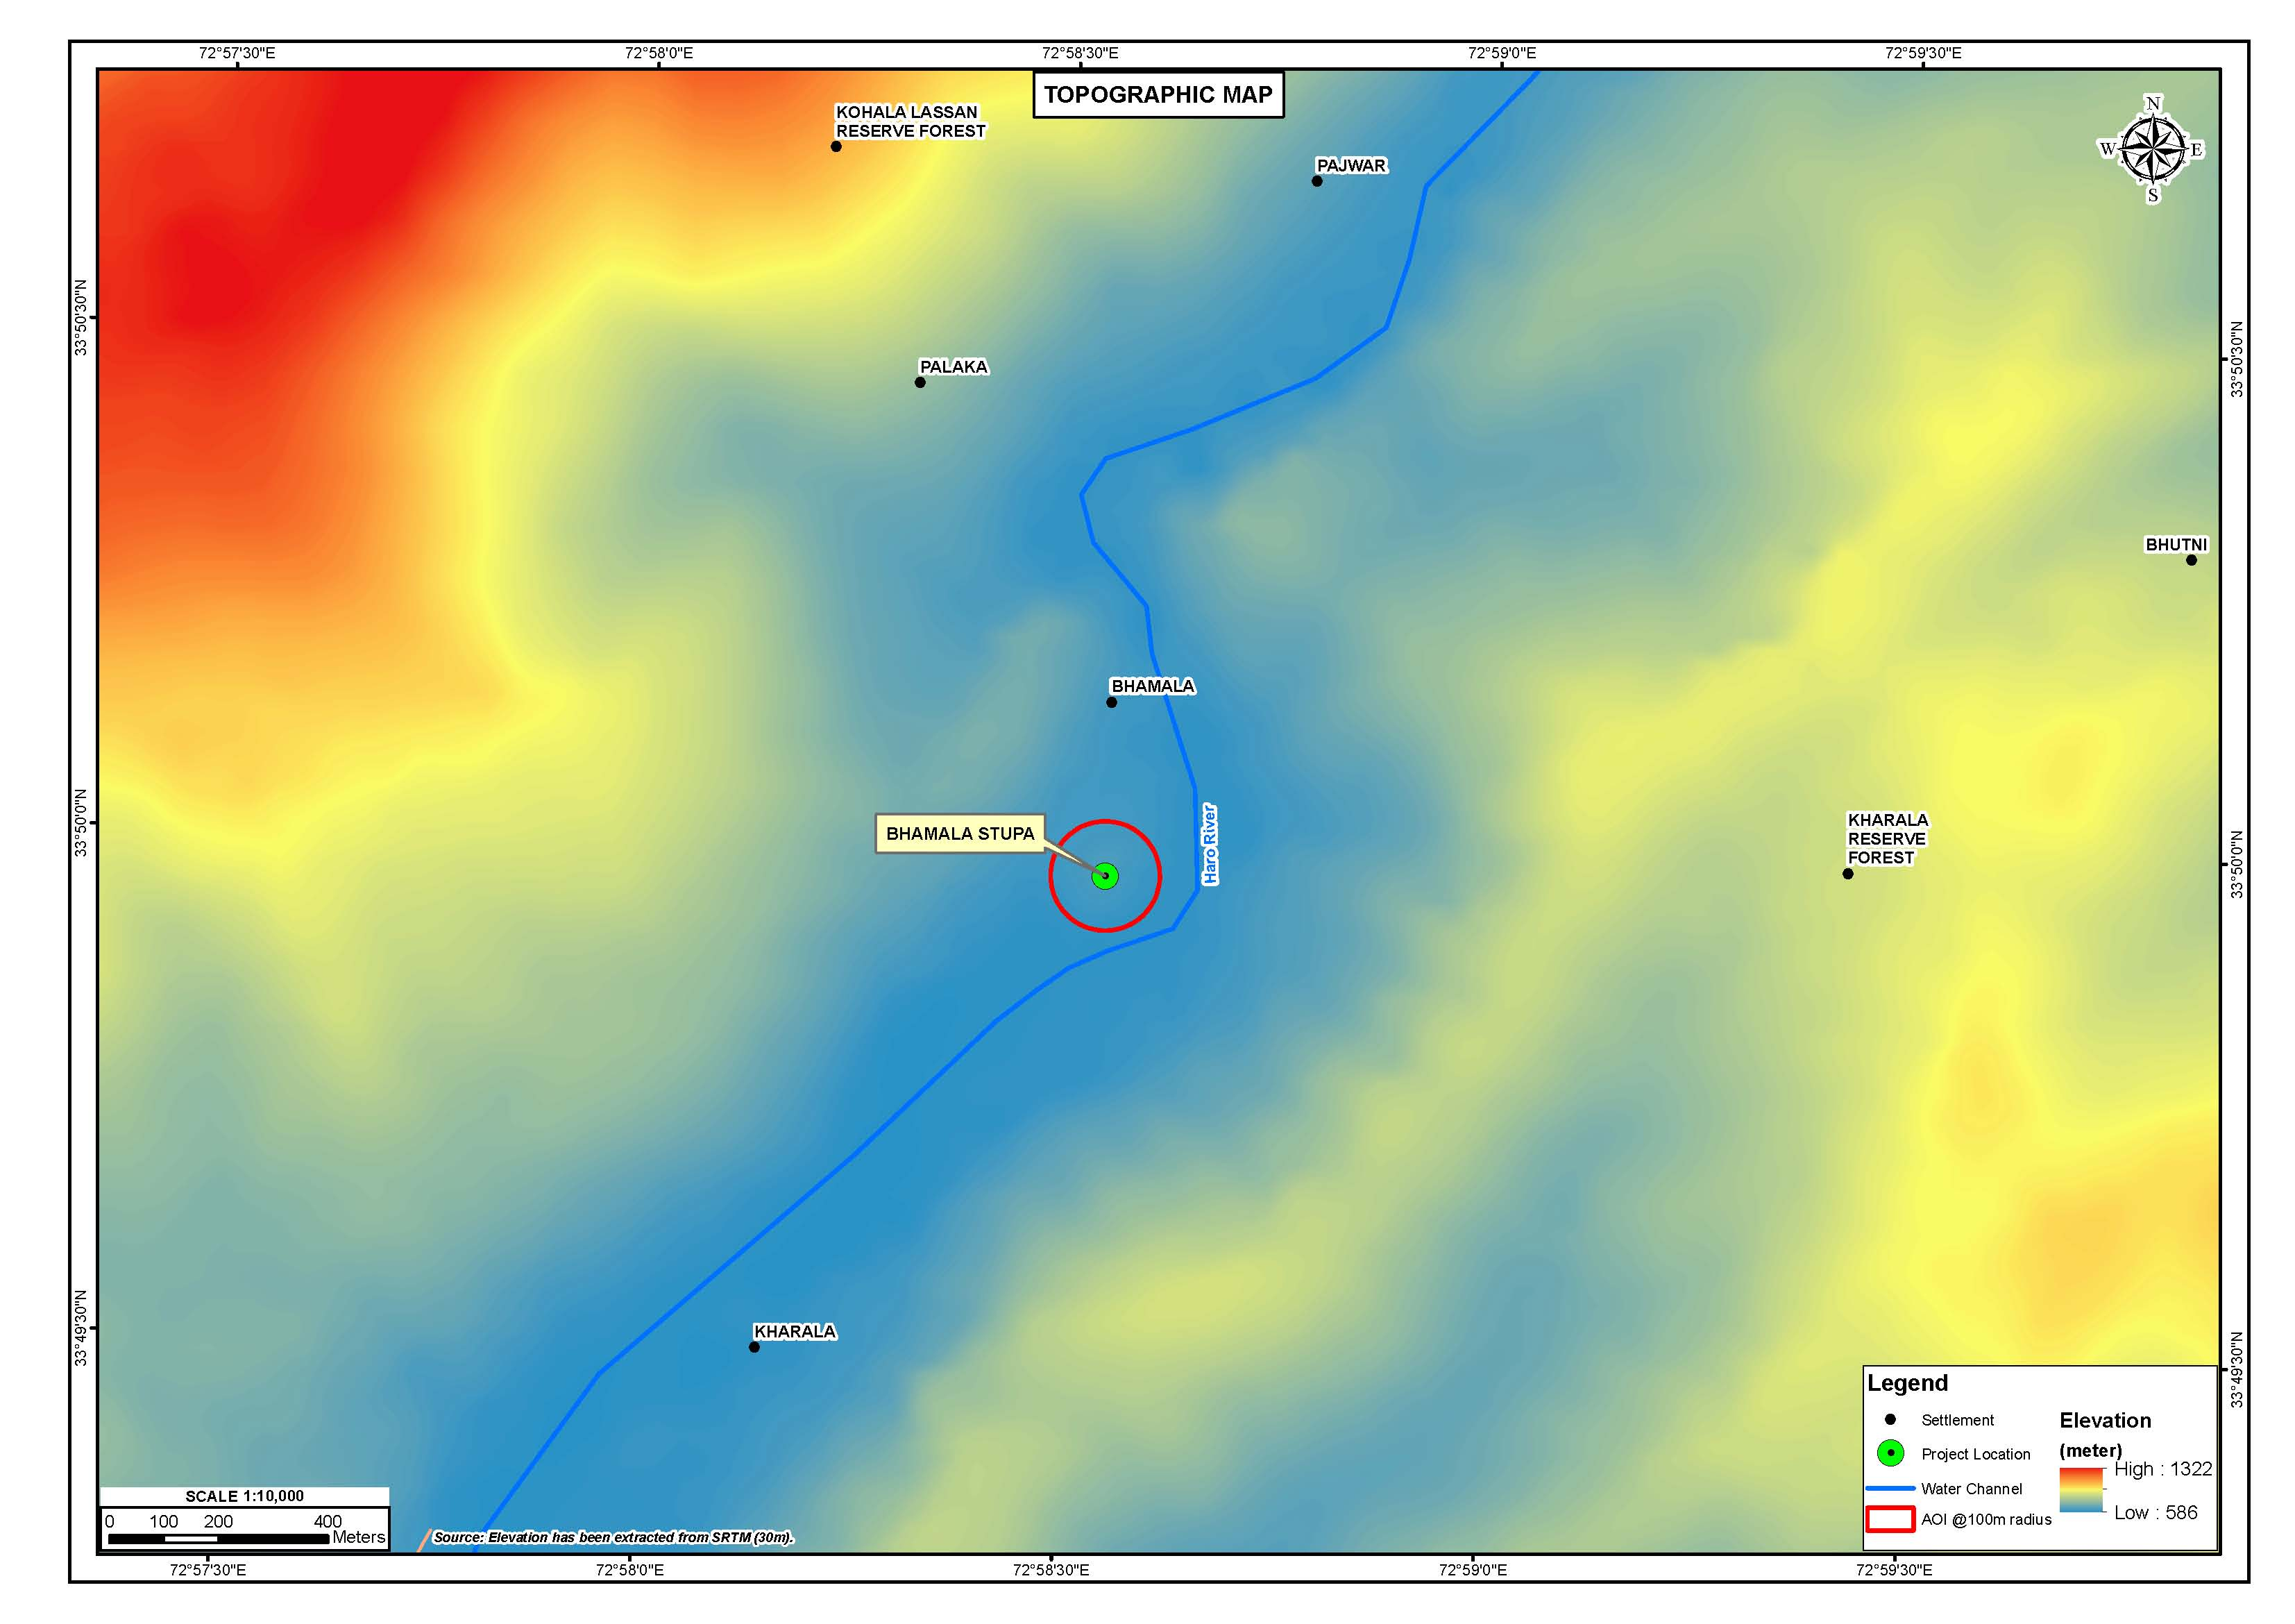 72°57'30"E
72°58'0"E
72°58'30"E
72°59'0"E
72°59'30"E
TOPOGRAPHIC MAP
N
W
E
S
KOHALA LASSAN
RESERVE FOREST
PAJWAR
33°50'30"N
33°50'30"N
PALAKA
BHUTNI
BHAMALA
33°50'0"N
33°50'0"N
BHAMALA STUPA
Haro River
KHARALA
RESERVE
FOREST
33°49'30"N
33°49'30"N
KHARALA
Legend
Settlement
Project Location
Water Channel
AOI @100m radius
Elevation
(meter)
High : 1322
Low : 586
SCALE 1:10,000
0 100 200 400
Meters
Source: Elevation has been extracted from SRTM (30m).
72°57'30"E
72°58'0"E
72°58'30"E
72°59'0"E
72°59'30"E